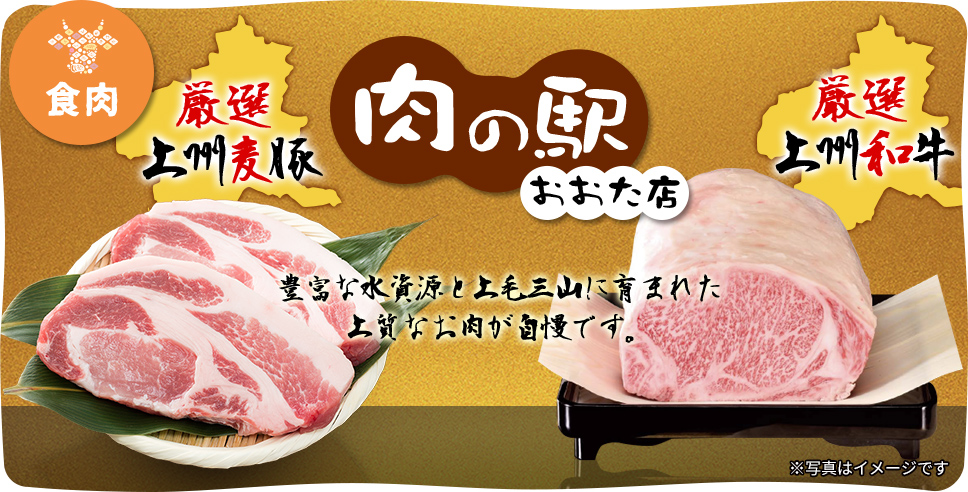 食肉
厳選
上州麦豚
肉の駅
おおた店
厳選
上州和牛
豊富な水資源と上毛三山に育まれた
上質なお肉が自慢です。
※写真はイメージです